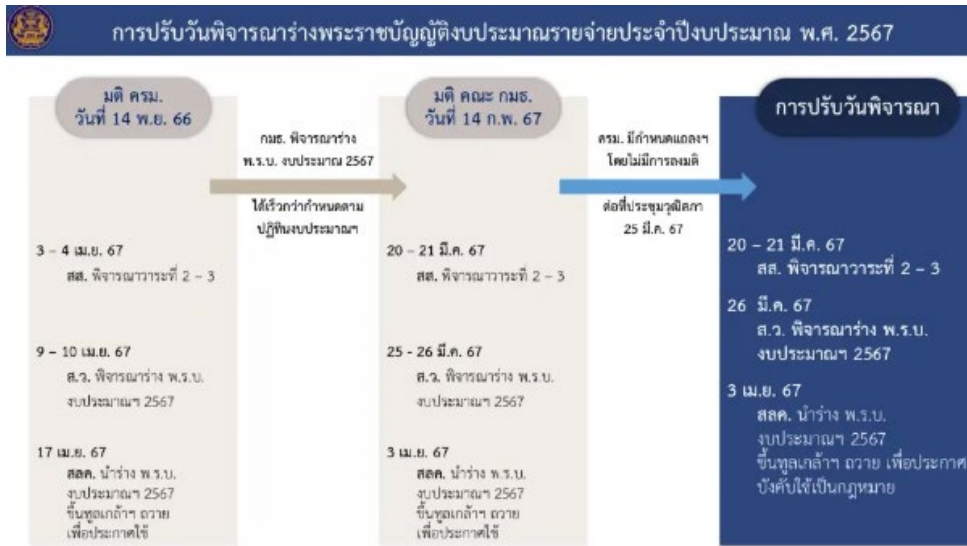 การปรับวันพิจารณาร่างพระราชบัญญัติงบประมาณรายจ่ายประจำปีงบประมาณ พ.ศ. 2567
มติ ครม.
วันที่ 14 พ.ย. 66
3 – 4 เม.ย. 67
สส. พิจารณาวาระที่ 2 – 3
9 – 10 เม.ย. 67
ส.ว. พิจารณาร่าง พ.ร.บ.
งบประมาณฯ 2567
17 เม.ย. 67
สลค. นำร่าง พ.ร.บ.
งบประมาณฯ 2567
ขึ้นทูลเกล้าฯ ถวาย
เพื่อประกาศใช้
กมธ. พิจารณาร่าง
พ.ร.บ. งบประมาณ 2567
ได้เร็วกว่ากำหนดตาม
ปฏิทินงบประมาณฯ
มติ คณะ กมธ.
วันที่ 14 ก.พ. 67
20 – 21 มี.ค. 67
สส. พิจารณาวาระที่ 2 – 3
25 - 26 มี.ค. 67
ส.ว. พิจารณาร่าง พ.ร.บ.
งบประมาณฯ 2567
3 เม.ย. 67
สลค. นำร่าง พ.ร.บ.
งบประมาณฯ 2567
ขึ้นทูลเกล้าฯ ถวาย
เพื่อประกาศใช้
ครม. มีกำหนดแถลงฯ
โดยไม่มีการลงมติ
ต่อที่ประชุมวุฒิสภา
25 มี.ค. 67
การปรับวันพิจารณา
20 – 21 มี.ค. 67
สส. พิจารณาวาระที่ 2 – 3
26 มี.ค. 67
ส.ว. พิจารณาร่าง พ.ร.บ.
งบประมาณฯ 2567
3 เม.ย. 67
สลค. นำร่าง พ.ร.บ.
งบประมาณฯ 2567
ขึ้นทูลเกล้าฯ ถวาย เพื่อประกาศ
บังคับใช้เป็นกฎหมาย